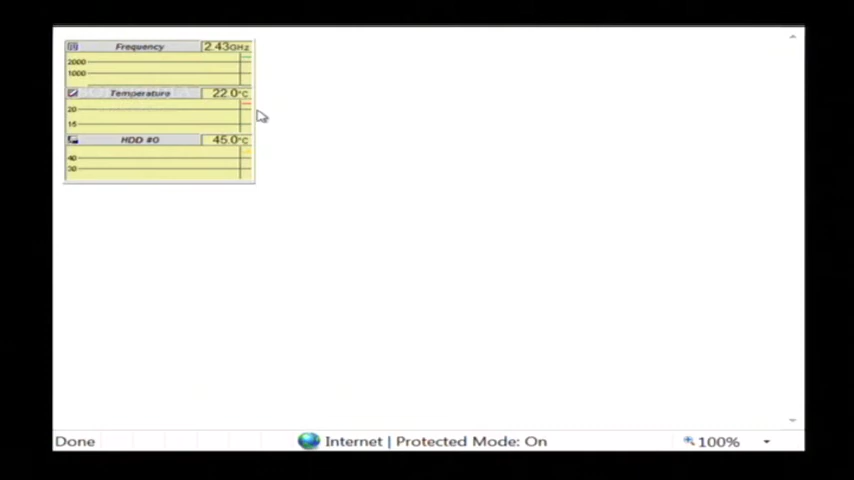 Frequency 2.43GHz
2000
1000
Temperature 22.0°C
20
15
HDD #0 45.0°C
40
30
Done Internet | Protected Mode: On 100%